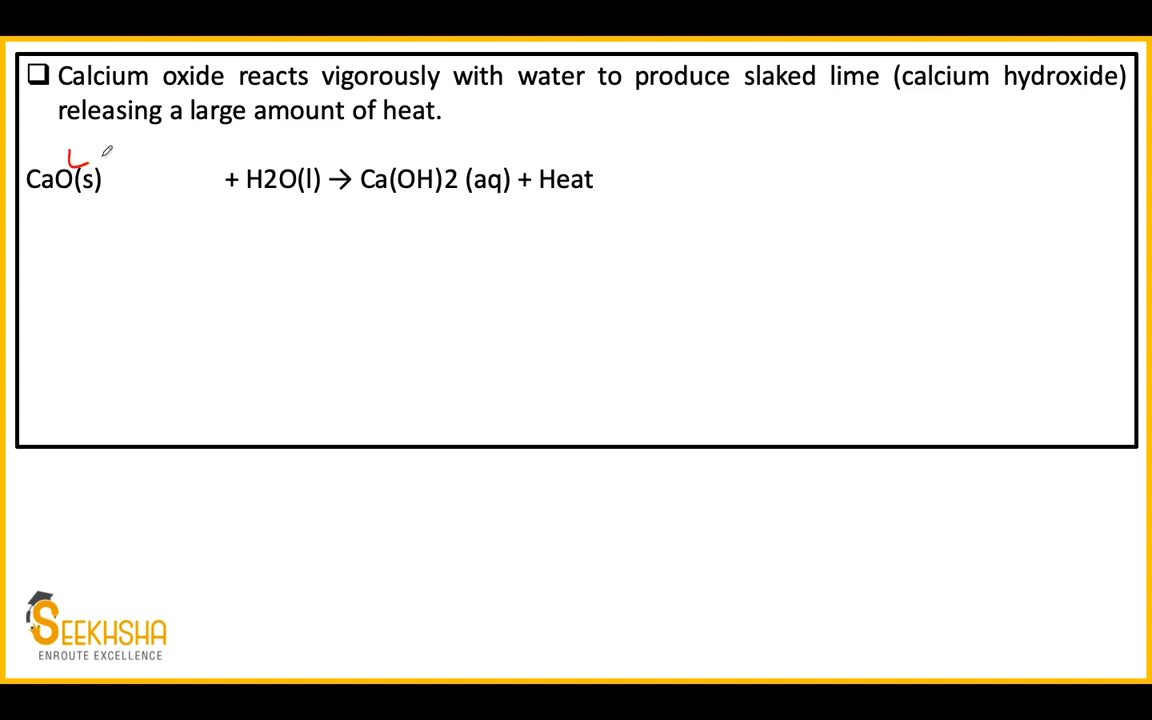 Calcium oxide reacts vigorously with water to produce slaked lime (calcium hydroxide)
releasing a large amount of heat.
CaO(s) + H2O(l) → Ca(OH)2 (aq) + Heat
SEEKHSHA
ENROUTE EXCELLENCE